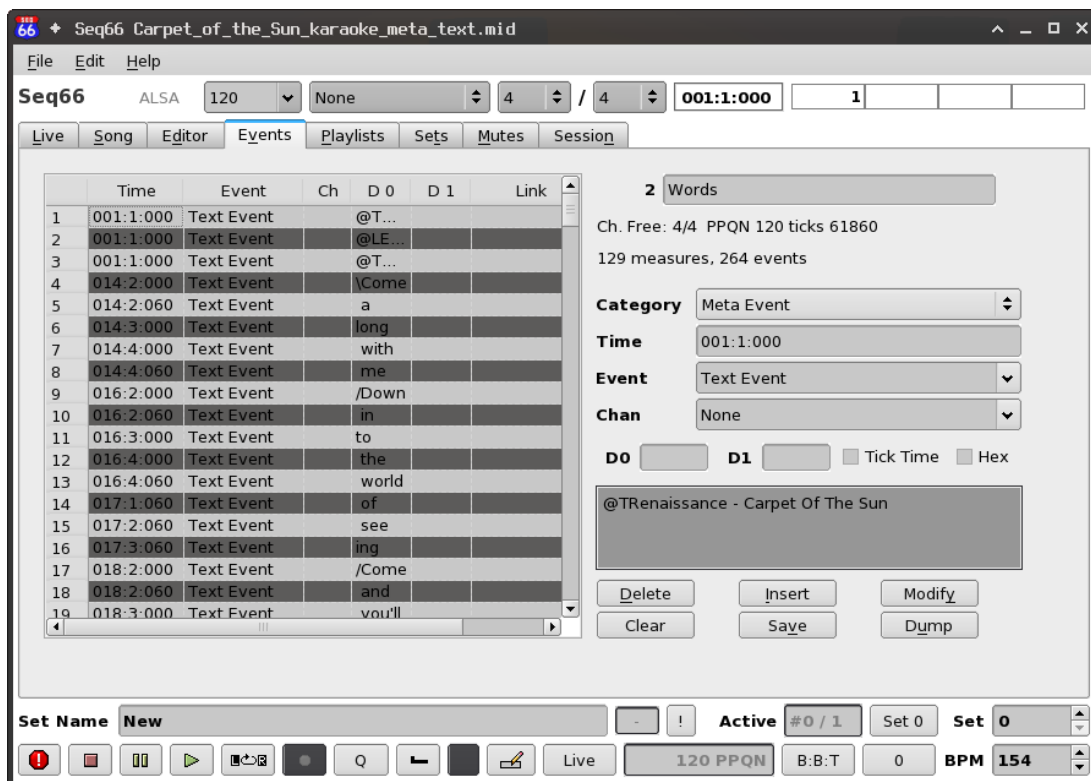 66 Seq66 Carpet_of_the_Sun_karaoke_meta_text.mid
File Edit Help
Seq66 ALSA 120 None 4 / 4 001:1:000 1
Live Song Editor Events Playlists Sets Mutes Session
Time Event Ch D 0 D 1 Link
1 001:1:000 Text Event @T...
2 001:1:000 Text Event @LE...
3 001:1:000 Text Event @T...
4 014:2:000 Text Event \Come
5 014:2:060 Text Event a
6 014:3:000 Text Event long
7 014:4:000 Text Event with
8 014:4:060 Text Event me
9 016:2:000 Text Event /Down
10 016:2:060 Text Event in
11 016:3:000 Text Event to
12 016:4:000 Text Event the
13 016:4:060 Text Event world
14 017:1:060 Text Event of
15 017:2:060 Text Event see
16 017:3:060 Text Event ing
17 018:2:000 Text Event /Come
18 018:2:060 Text Event and
19 018:3:000 Text Event you'll
2 Words
Ch. Free: 4/4 PPQN 120 ticks 61860
129 measures, 264 events
Category Meta Event
Time 001:1:000
Event Text Event
Chan None
D0 D1 Tick Time Hex
@TRenaissance - Carpet Of The Sun
Delete Insert Modify
Clear Save Dump
Set Name New - ! Active #0 / 1 Set 0 Set 0
Q Live 120 PPQN B:B:T 0 BPM 154